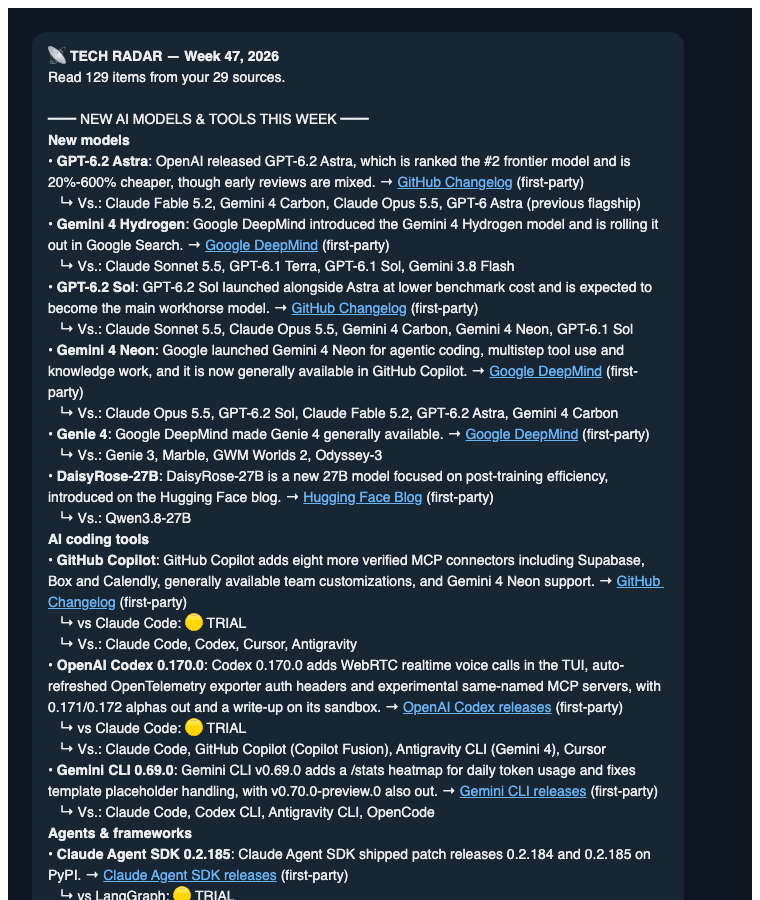 📡 TECH RADAR — Week 47, 2026
Read 129 items from your 29 sources.
━━━ NEW AI MODELS & TOOLS THIS WEEK ━━━
New models
• GPT-6.2 Astra: OpenAI released GPT-6.2 Astra, which is ranked the #2 frontier model and is
20%-600% cheaper, though early reviews are mixed. → GitHub Changelog (first-party)
↳ Vs.: Claude Fable 5.2, Gemini 4 Carbon, Claude Opus 5.5, GPT-6 Astra (previous flagship)
• Gemini 4 Hydrogen: Google DeepMind introduced the Gemini 4 Hydrogen model and is rolling it
out in Google Search. → Google DeepMind (first-party)
↳ Vs.: Claude Sonnet 5.5, GPT-6.1 Terra, GPT-6.1 Sol, Gemini 3.8 Flash
• GPT-6.2 Sol: GPT-6.2 Sol launched alongside Astra at lower benchmark cost and is expected to
become the main workhorse model. → GitHub Changelog (first-party)
↳ Vs.: Claude Sonnet 5.5, Claude Opus 5.5, Gemini 4 Carbon, Gemini 4 Neon, GPT-6.1 Sol
• Gemini 4 Neon: Google launched Gemini 4 Neon for agentic coding, multistep tool use and
knowledge work, and it is now generally available in GitHub Copilot. → Google DeepMind (first-
party)
↳ Vs.: Claude Opus 5.5, GPT-6.2 Sol, Claude Fable 5.2, GPT-6.2 Astra, Gemini 4 Carbon
• Genie 4: Google DeepMind made Genie 4 generally available. → Google DeepMind (first-party)
↳ Vs.: Genie 3, Marble, GWM Worlds 2, Odyssey-3
• DaisyRose-27B: DaisyRose-27B is a new 27B model focused on post-training efficiency,
introduced on the Hugging Face blog. → Hugging Face Blog (first-party)
↳ Vs.: Qwen3.8-27B
AI coding tools
• GitHub Copilot: GitHub Copilot adds eight more verified MCP connectors including Supabase,
Box and Calendly, generally available team customizations, and Gemini 4 Neon support. → GitHub
Changelog (first-party)
↳ vs Claude Code: 🟡 TRIAL
↳ Vs.: Claude Code, Codex, Cursor, Antigravity
• OpenAI Codex 0.170.0: Codex 0.170.0 adds WebRTC realtime voice calls in the TUI, auto-
refreshed OpenTelemetry exporter auth headers and experimental same-named MCP servers, with
0.171/0.172 alphas out and a write-up on its sandbox. → OpenAI Codex releases (first-party)
↳ vs Claude Code: 🟡 TRIAL
↳ Vs.: Claude Code, GitHub Copilot (Copilot Fusion), Antigravity CLI (Gemini 4), Cursor
• Gemini CLI 0.69.0: Gemini CLI v0.69.0 adds a /stats heatmap for daily token usage and fixes
template placeholder handling, with v0.70.0-preview.0 also out. → Gemini CLI releases (first-party)
↳ Vs.: Claude Code, Codex CLI, Antigravity CLI, OpenCode
Agents & frameworks
• Claude Agent SDK 0.2.185: Claude Agent SDK shipped patch releases 0.2.184 and 0.2.185 on
PyPI. → Claude Agent SDK releases (first-party)
↳ vs LangGraph: 🟡 TRIAL